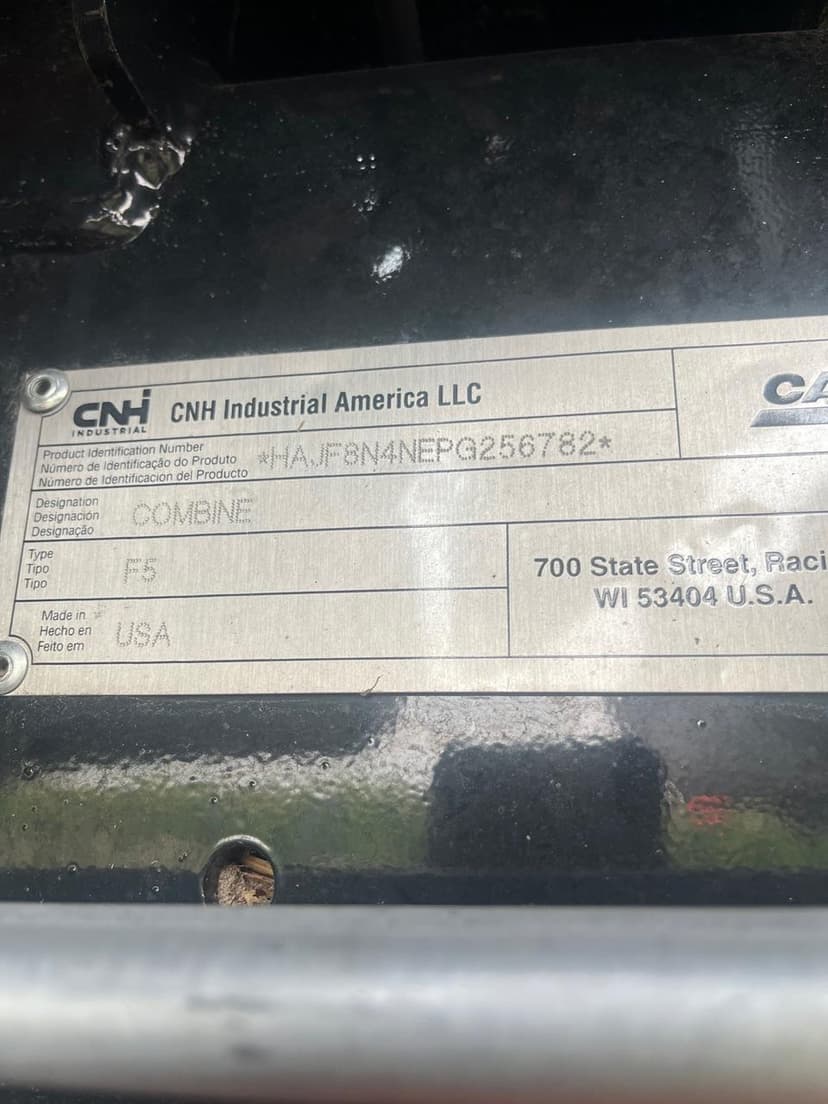 CNH
INDUSTRIAL
CNH Industrial America LLC
CA
Product Identification Number
Número de Identificação do Produto
Número de Identificacion del Producto
*HAJF8N4NEPG256782*
Designation
Designación
Designação
COMBINE
Type
Tipo
Tipo
F5
700 State Street, Raci
WI 53404 U.S.A.
Made in
Hecho en
Feito em
USA